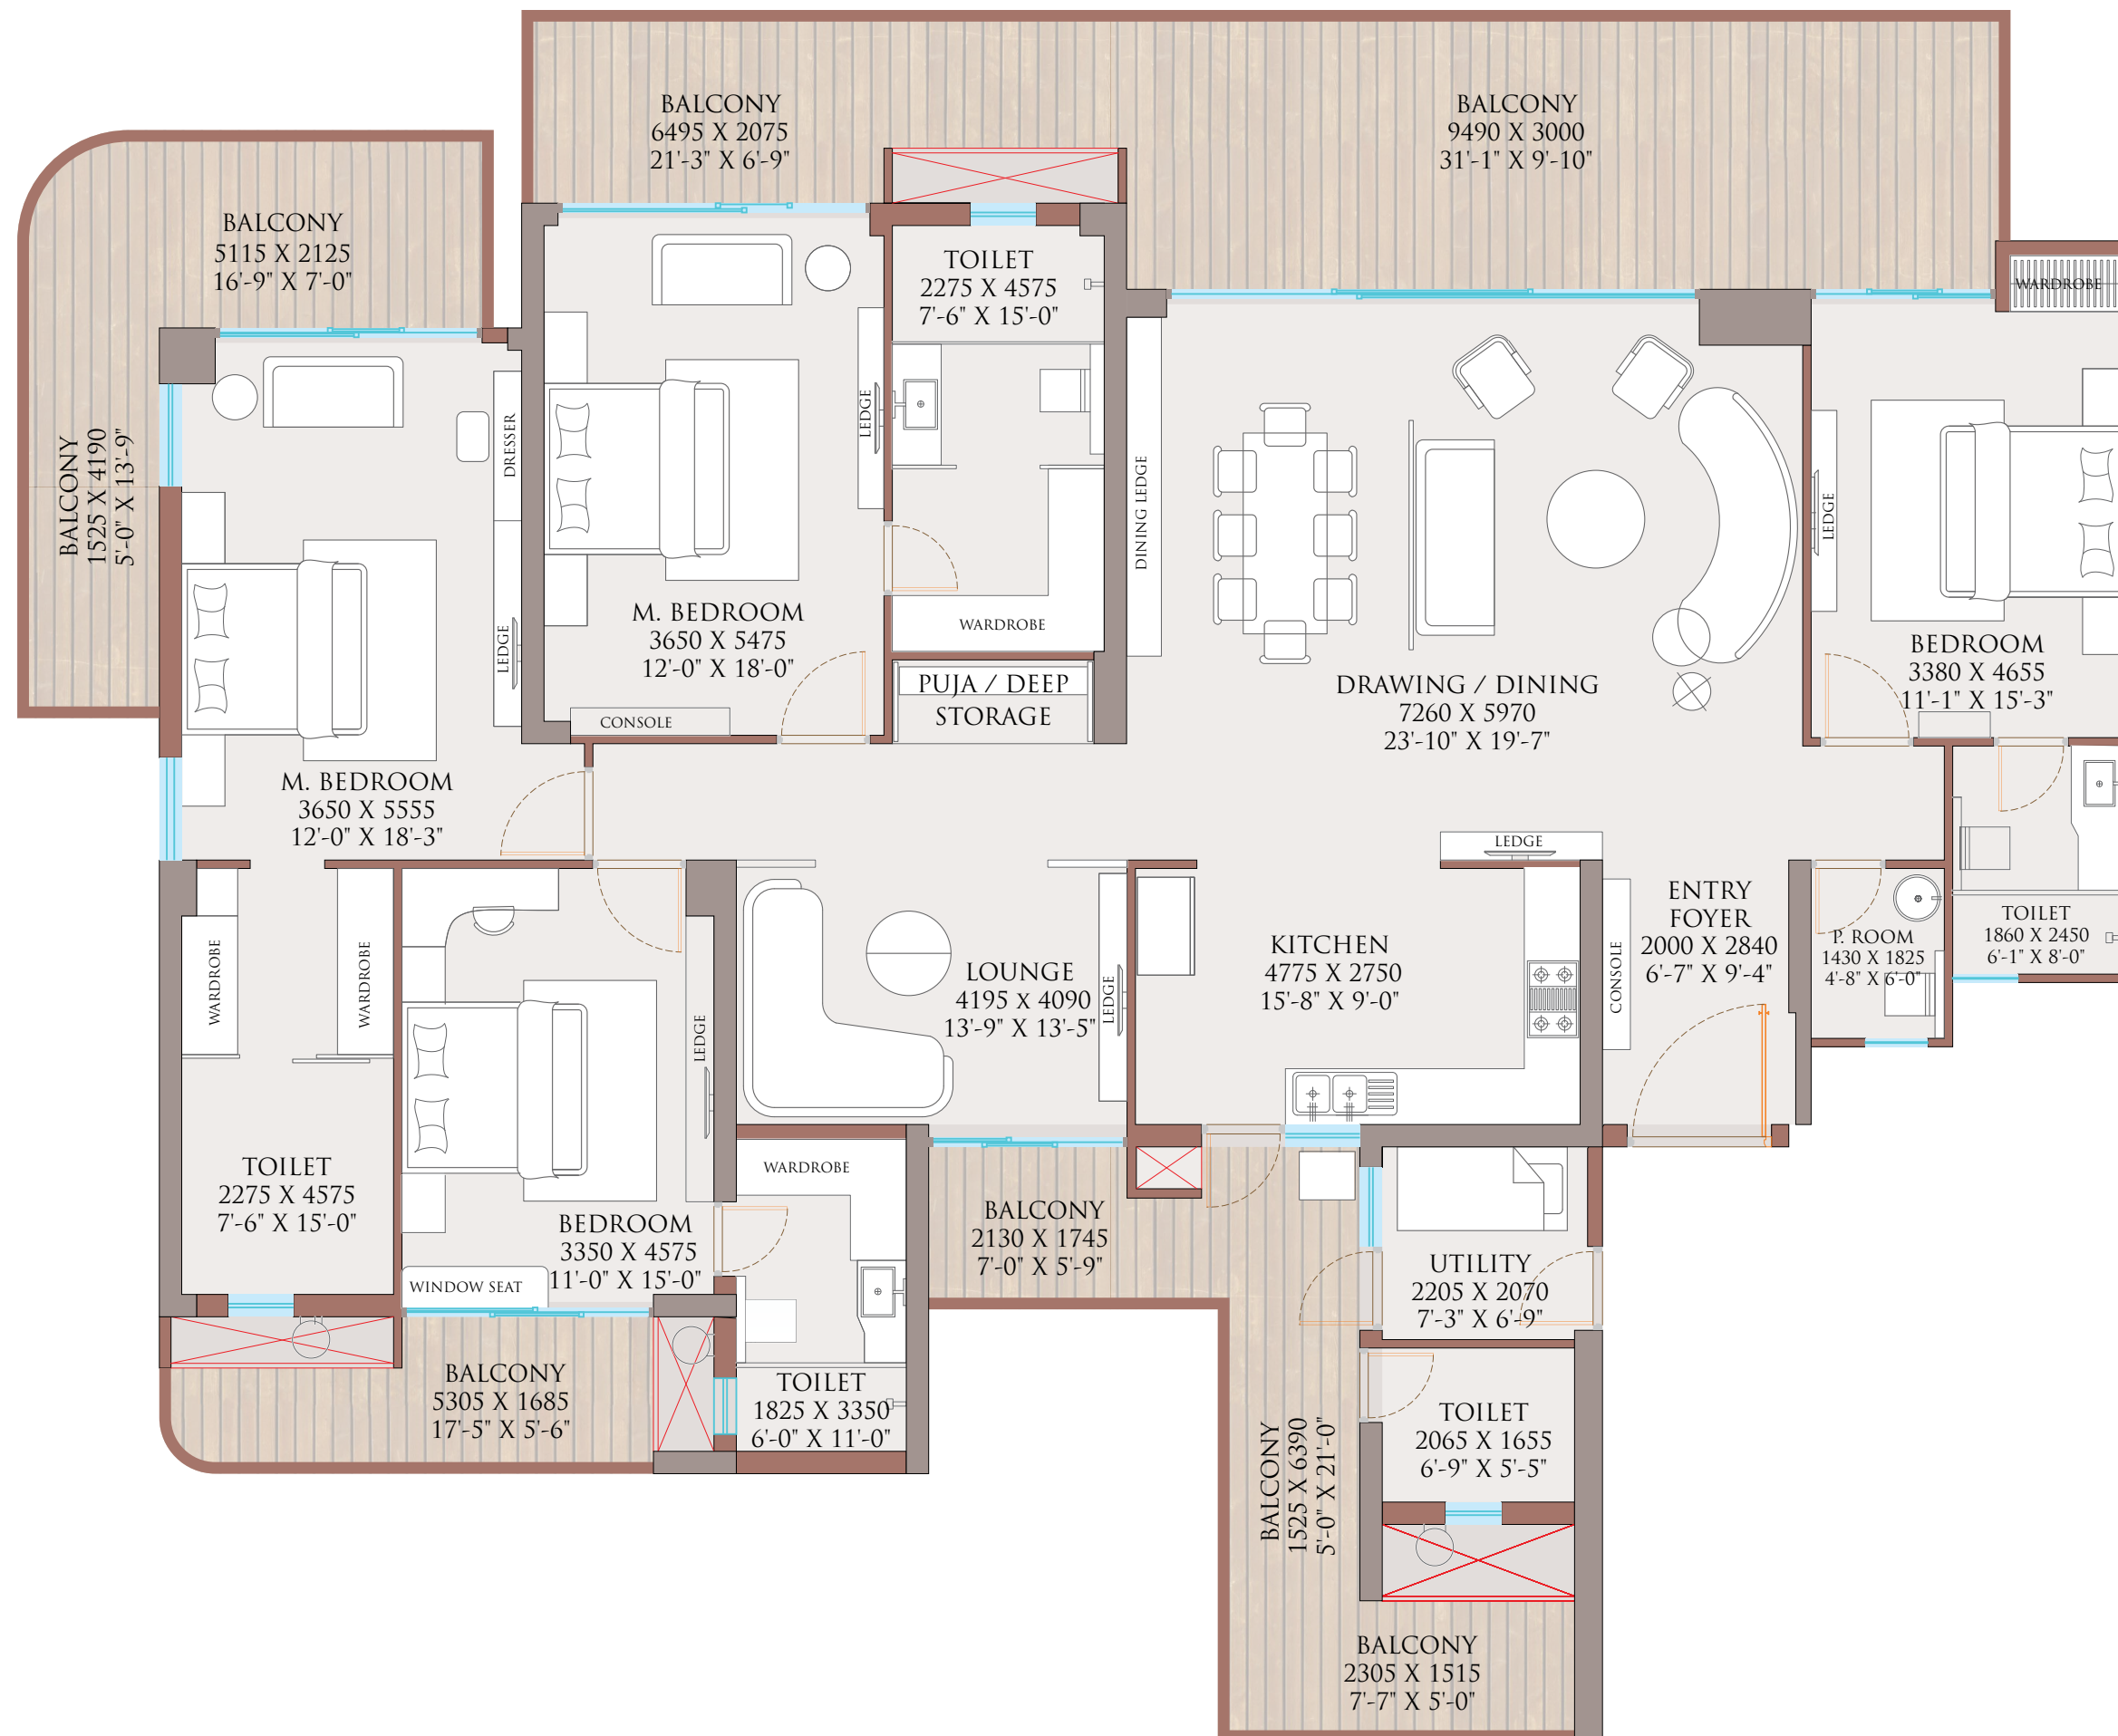 BALCONY
6495 X 2075
21'-3" X 6'-9"
BALCONY
9490 X 3000
31'-1" X 9'-10"
BALCONY
5115 X 2125
16'-9" X 7'-0"
TOILET
2275 X 4575
7'-6" X 15'-0"
WARDROBE
BALCONY
1525 X 4190
5'-0" X 13'-9"
DRESSER
LEDGE
DINING LEDGE
LEDGE
LEDGE
M. BEDROOM
3650 X 5475
12'-0" X 18'-0"
WARDROBE
CONSOLE
PUJA / DEEP
STORAGE
DRAWING / DINING
7260 X 5970
23'-10" X 19'-7"
BEDROOM
3380 X 4655
11'-1" X 15'-3"
M. BEDROOM
3650 X 5555
12'-0" X 18'-3"
LEDGE
WARDROBE
WARDROBE
LOUNGE
4195 X 4090
13'-9" X 13'-5"
LEDGE
KITCHEN
4775 X 2750
15'-8" X 9'-0"
CONSOLE
ENTRY
FOYER
2000 X 2840
6'-7" X 9'-4"
P. ROOM
1430 X 1825
4'-8" X 6'-0"
TOILET
1860 X 2450
6'-1" X 8'-0"
LEDGE
TOILET
2275 X 4575
7'-6" X 15'-0"
BEDROOM
3350 X 4575
11'-0" X 15'-0"
WINDOW SEAT
WARDROBE
BALCONY
2130 X 1745
7'-0" X 5'-9"
UTILITY
2205 X 2070
7'-3" X 6'-9"
BALCONY
5305 X 1685
17'-5" X 5'-6"
TOILET
1825 X 3350
6'-0" X 11'-0"
BALCONY
1525 X 6390
5'-0" X 21'-0"
TOILET
2065 X 1655
6'-9" X 5'-5"
BALCONY
2305 X 1515
7'-7" X 5'-0"